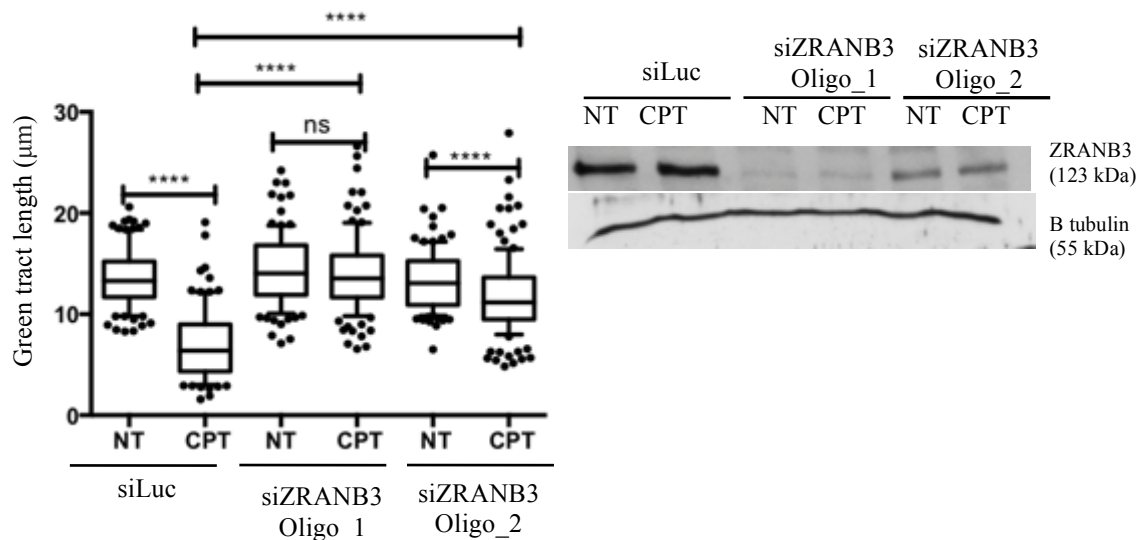 ****
****
ns
****
****
Green tract length (μm)
30
20
10
0
NT CPT NT CPT NT CPT
siLuc
siZRANB3
Oligo_1
siZRANB3
Oligo_2
siLuc
siZRANB3
Oligo_1
siZRANB3
Oligo_2
NT CPT NT CPT NT CPT
ZRANB3
(123 kDa)
B tubulin
(55 kDa)